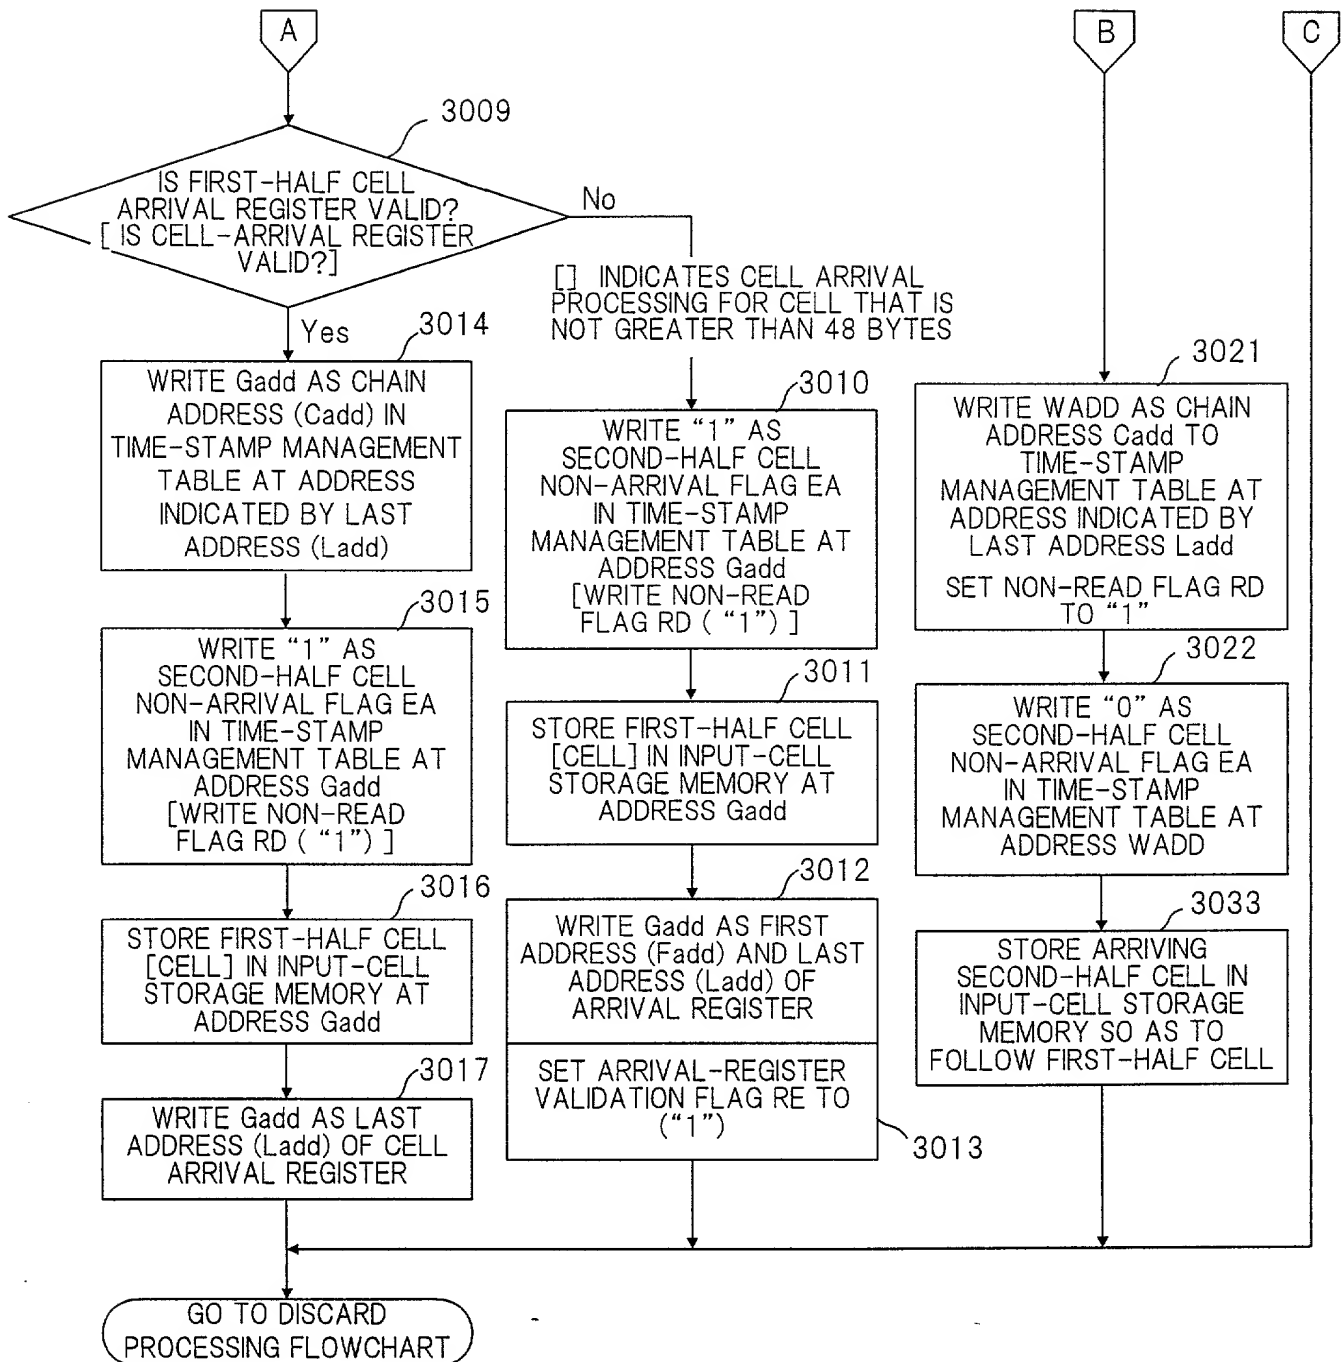 A
B
C
3009
IS FIRST-HALF CELL
ARRIVAL REGISTER VALID?
[ IS CELL-ARRIVAL REGISTER
VALID?]
No
Yes
[] INDICATES CELL ARRIVAL
PROCESSING FOR CELL THAT IS
NOT GREATER THAN 48 BYTES
3014
WRITE Gadd AS CHAIN
ADDRESS (Cadd) IN
TIME-STAMP MANAGEMENT
TABLE AT ADDRESS
INDICATED BY LAST
ADDRESS (Ladd)
3015
WRITE “1” AS
SECOND-HALF CELL
NON-ARRIVAL FLAG EA
IN TIME-STAMP
MANAGEMENT TABLE AT
ADDRESS Gadd
[WRITE NON-READ
FLAG RD ( “1”) ]
3016
STORE FIRST-HALF CELL
[CELL] IN INPUT-CELL
STORAGE MEMORY AT
ADDRESS Gadd
3017
WRITE Gadd AS LAST
ADDRESS (Ladd) OF CELL
ARRIVAL REGISTER
3010
WRITE “1” AS
SECOND-HALF CELL
NON-ARRIVAL FLAG EA
IN TIME-STAMP
MANAGEMENT TABLE AT
ADDRESS Gadd
[WRITE NON-READ
FLAG RD ( “1”) ]
3011
STORE FIRST-HALF CELL
[CELL] IN INPUT-CELL
STORAGE MEMORY AT
ADDRESS Gadd
3012
WRITE Gadd AS FIRST
ADDRESS (Fadd) AND LAST
ADDRESS (Ladd) OF
ARRIVAL REGISTER
SET ARRIVAL-REGISTER
VALIDATION FLAG RE TO
(“1”)
3013
3021
WRITE WADD AS CHAIN
ADDRESS Cadd TO
TIME-STAMP
MANAGEMENT TABLE AT
ADDRESS INDICATED BY
LAST ADDRESS Ladd
SET NON-READ FLAG RD
TO “1”
3022
WRITE “0” AS
SECOND-HALF CELL
NON-ARRIVAL FLAG EA
IN TIME-STAMP
MANAGEMENT TABLE AT
ADDRESS WADD
3033
STORE ARRIVING
SECOND-HALF CELL IN
INPUT-CELL STORAGE
MEMORY SO AS TO
FOLLOW FIRST-HALF CELL
GO TO DISCARD
PROCESSING FLOWCHART